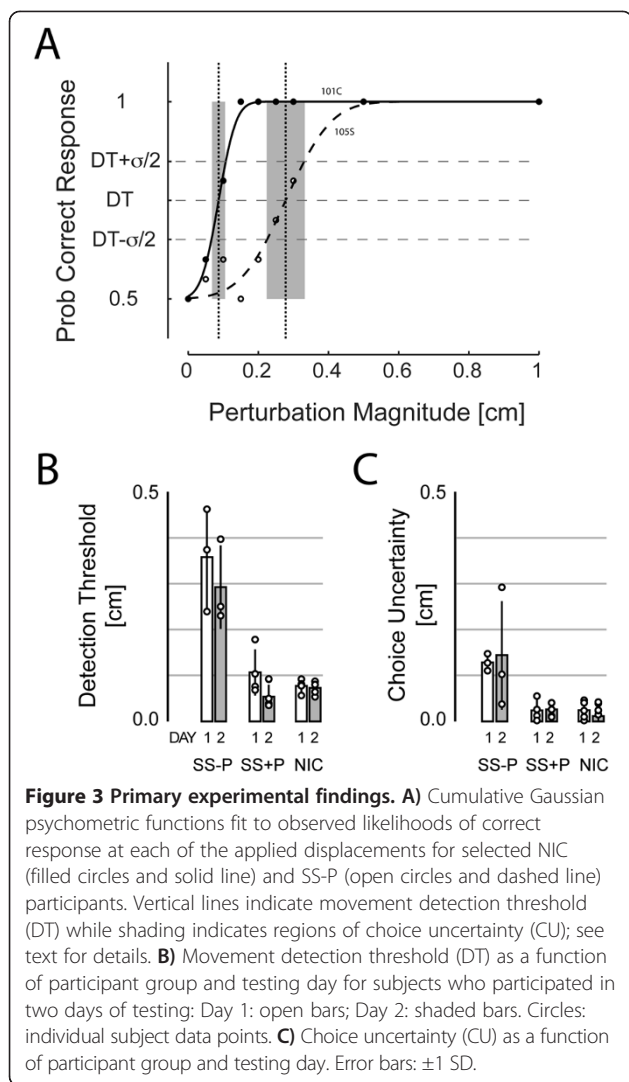 A
Prob Correct Response
1
DT+σ/2
DT
DT-σ/2
0.5
101C
105S
0 0.2 0.4 0.6 0.8 1
Perturbation Magnitude [cm]
B
Detection Threshold
[cm]
0.5
0.0
DAY 1 2 1 2 1 2
SS-P SS+P NIC
C
Choice Uncertainty
[cm]
0.5
0.0
1 2 1 2 1 2
SS-P SS+P NIC
Figure 3 Primary experimental findings. A) Cumulative Gaussian
psychometric functions fit to observed likelihoods of correct
response at each of the applied displacements for selected NIC
(filled circles and solid line) and SS-P (open circles and dashed line)
participants. Vertical lines indicate movement detection threshold
(DT) while shading indicates regions of choice uncertainty (CU); see
text for details. B) Movement detection threshold (DT) as a function
of participant group and testing day for subjects who participated in
two days of testing: Day 1: open bars; Day 2: shaded bars. Circles:
individual subject data points. C) Choice uncertainty (CU) as a function
of participant group and testing day. Error bars: ±1 SD.